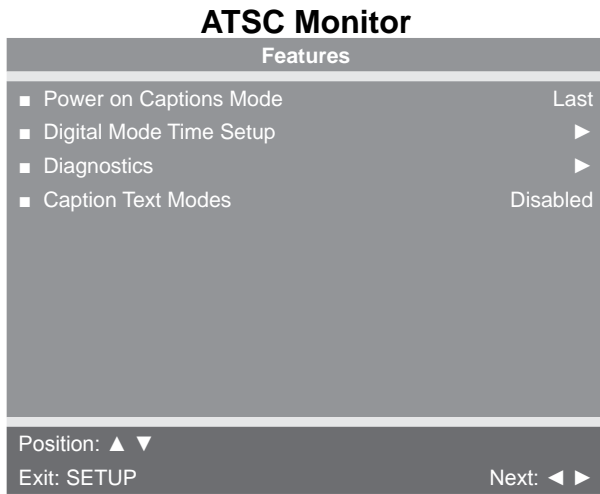 ATSC Monitor
Features
■ Power on Captions Mode Last
■ Digital Mode Time Setup ►
■ Diagnostics ►
■ Caption Text Modes Disabled
Position: ▲ ▼
Exit: SETUP Next: ◄ ►